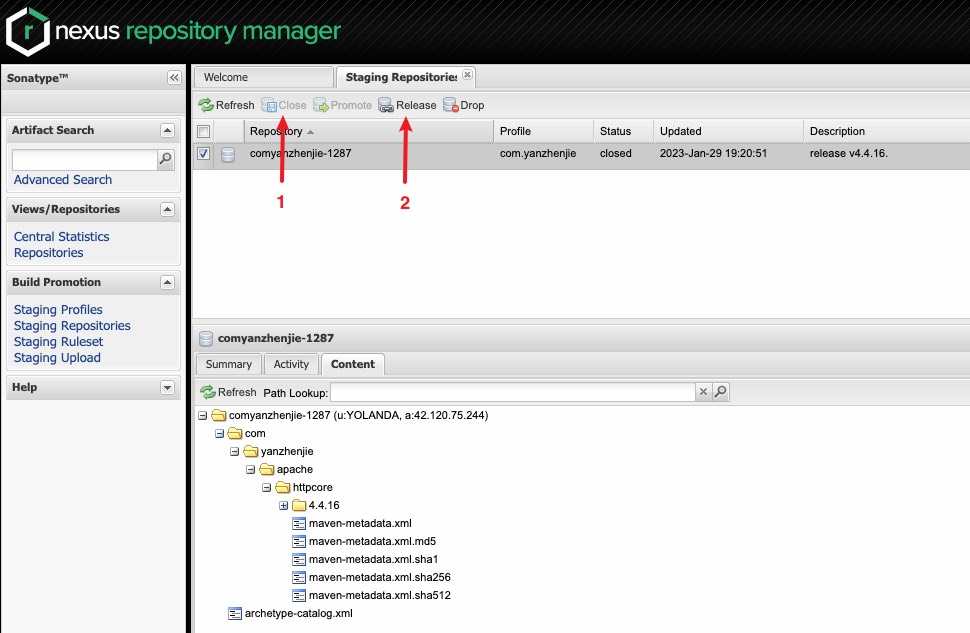 nexus repository manager
Sonatype™
Welcome
Staging Repositories
Refresh Close Promote Release Drop
Artifact Search
Advanced Search
Views/Repositories
Central Statistics
Repositories
Build Promotion
Staging Profiles
Staging Repositories
Staging Ruleset
Staging Upload
Help
Repository Profile Status Updated Description
comyanzhenjie-1287 com.yanzhenjie closed 2023-Jan-29 19:20:51 release v4.4.16.
1 2
comyanzhenjie-1287
Summary Activity Content
Refresh Path Lookup:
comyanzhenjie-1287 (u:YOLANDA, a:42.120.75.244)
com
yanzhenjie
apache
httpcore
4.4.16
maven-metadata.xml
maven-metadata.xml.md5
maven-metadata.xml.sha1
maven-metadata.xml.sha256
maven-metadata.xml.sha512
archetype-catalog.xml